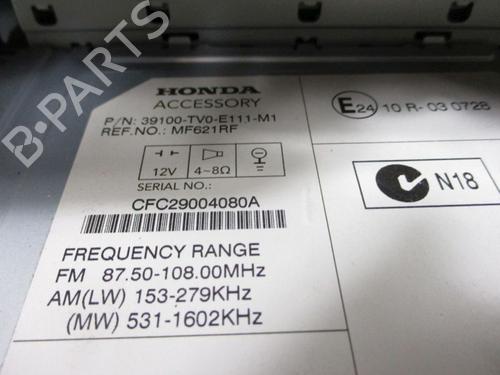 B-PARTS
HONDA
ACCESSORY
P/N: 39100-TV0-E111-M1
REF.NO.: MF621RF
12V
4~8Ω
SERIAL NO.:
CFC29004080A
FREQUENCY RANGE
FM 87.50-108.00MHz
AM(LW) 153-279KHz
(MW) 531-1602KHz
E24 10 R- 03 0728
N18